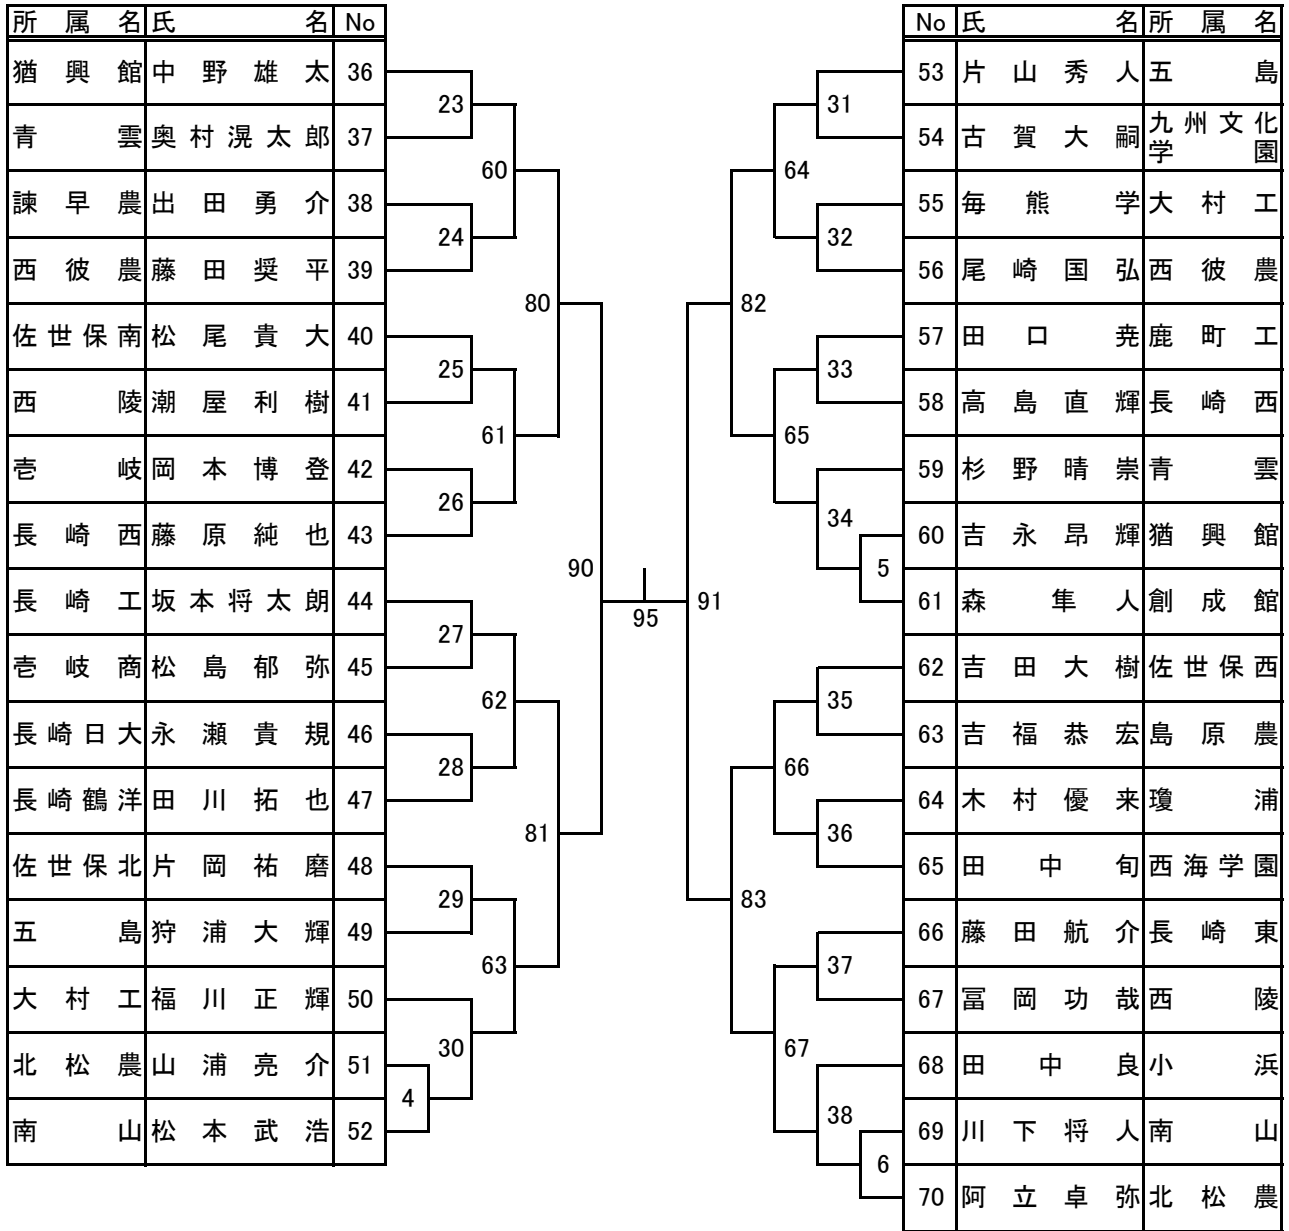 所属名 氏名 No
猶興館 中野雄太 36
青雲 奥村滉太郎 37
諫早農 出田勇介 38
西彼農 藤田奨平 39
佐世保南 松尾貴大 40
西陵 潮屋利樹 41
壱岐 岡本博登 42
長崎西 藤原純也 43
長崎工 坂本将太朗 44
壱岐商 松島郁弥 45
長崎日大 永瀬貴規 46
長崎鶴洋 田川拓也 47
佐世保北 片岡祐磨 48
五島 狩浦大輝 49
大村工 福川正輝 50
北松農 山浦亮介 51
南山 松本武浩 52
23
24
25
26
27
28
29
30
4
60
61
62
63
80
81
90
95
91
82
83
64
65
66
67
31
32
33
34
5
35
36
37
38
6
No 氏名 所属名
53 片山秀人 五島
54 古賀大嗣 九州文化
学園
55 毎熊学 大村工
56 尾崎国弘 西彼農
57 田口尭 鹿町工
58 高島直輝 長崎西
59 杉野晴崇 青雲
60 吉永昂輝 猶興館
61 森隼人 創成館
62 吉田大樹 佐世保西
63 吉福恭宏 島原農
64 木村優来 瓊浦
65 田中旬 西海学園
66 藤田航介 長崎東
67 冨岡功哉 西陵
68 田中良 小浜
69 川下将人 南山
70 阿立卓弥 北松農